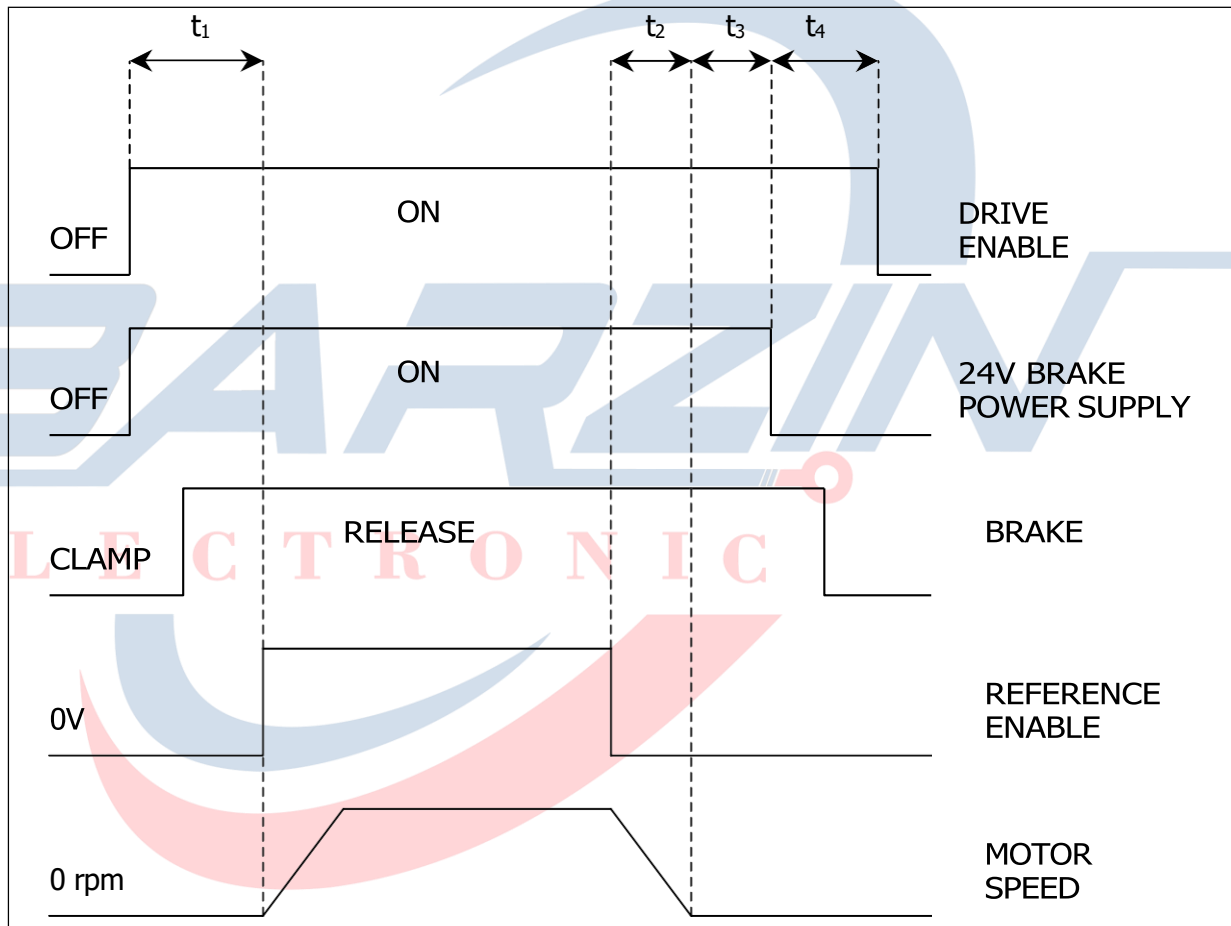 t₁ t₂ t₃ t₄
ON
OFF
DRIVE
ENABLE
ON
OFF
24V BRAKE
POWER SUPPLY
BARZIN
RELEASE
CLAMP
BRAKE
ELECTRONIC
0V
REFERENCE
ENABLE
0 rpm
MOTOR
SPEED